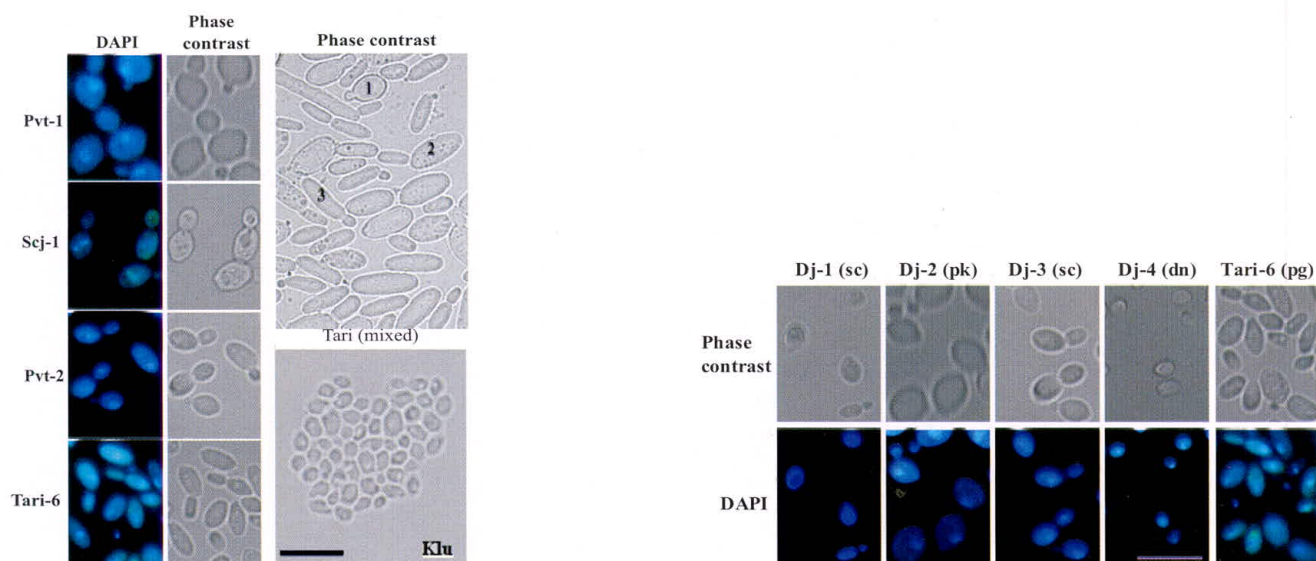 DAPI
Phase
contrast
Phase contrast
Pvt-1
1
2
3
Scj-1
Tari (mixed)
Pvt-2
Tari-6
Klu
Dj-1 (sc)
Dj-2 (pk)
Dj-3 (sc)
Dj-4 (dn)
Tari-6 (pg)
Phase
contrast
DAPI